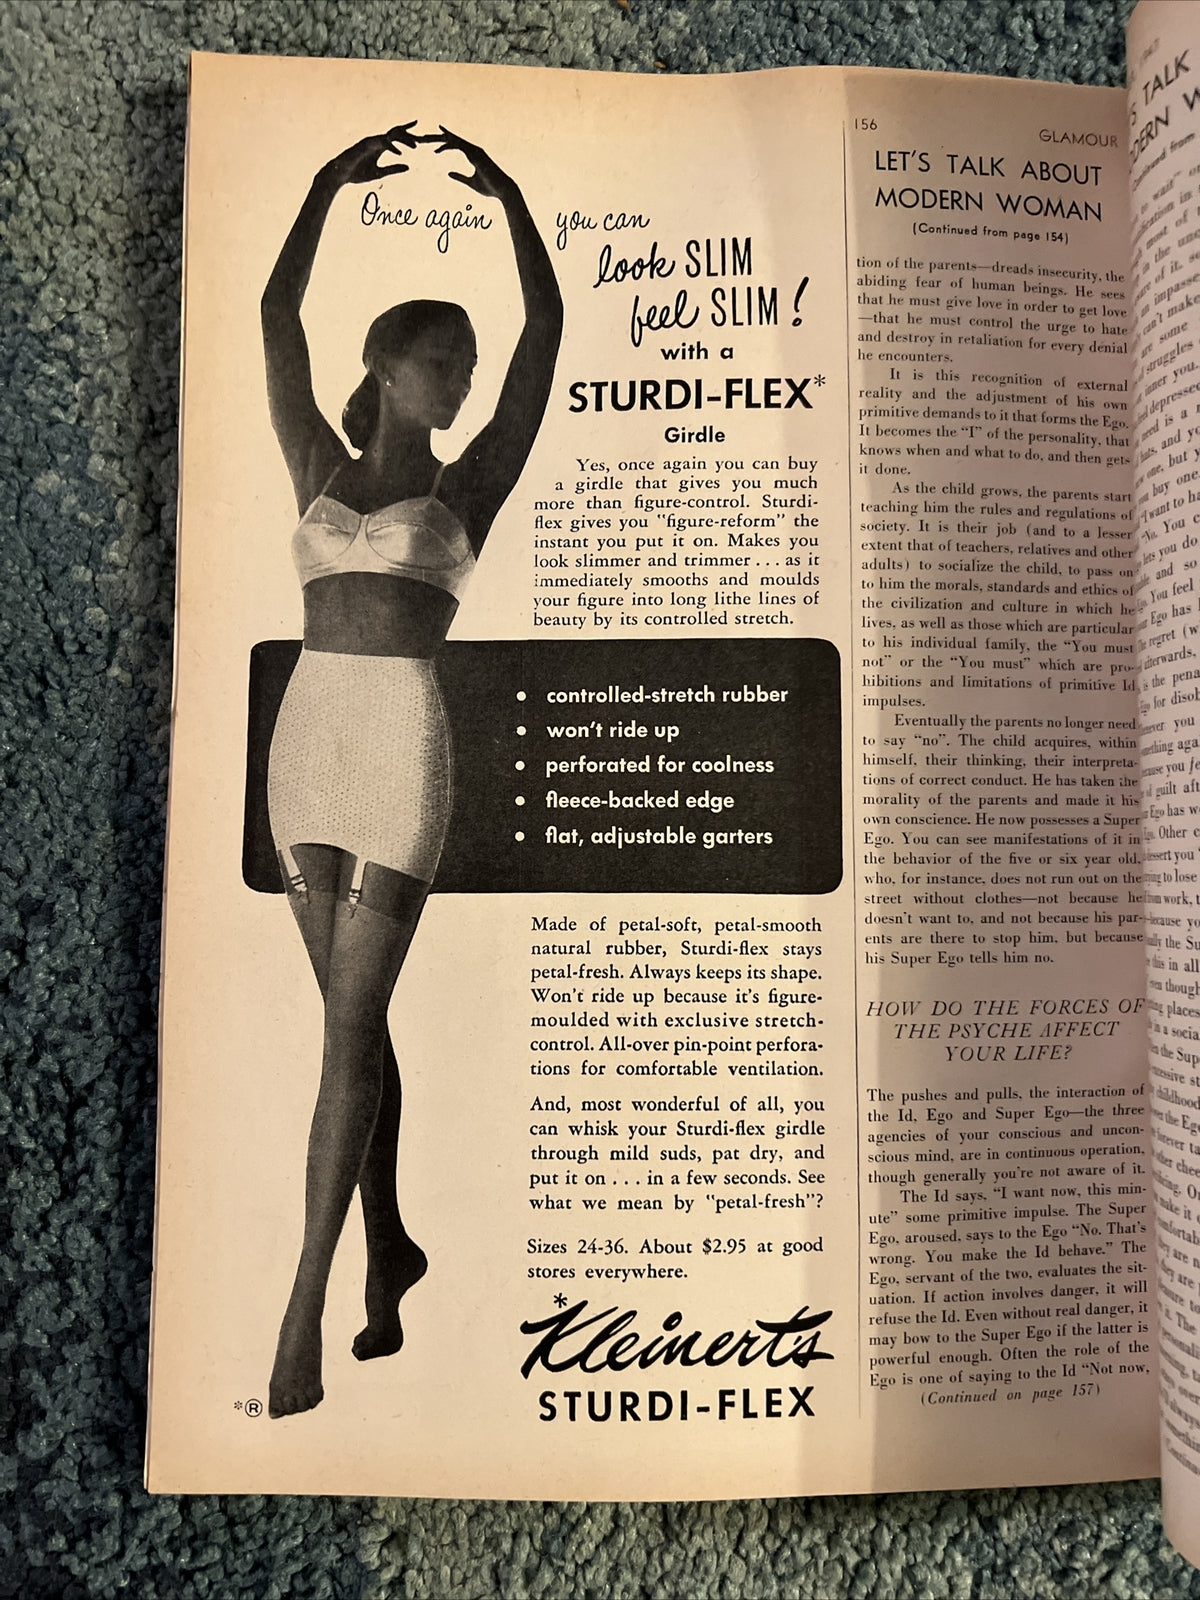 Once again you can
look SLIM
feel SLIM!
with a
STURDI-FLEX*
Girdle
Yes, once again you can buy
a girdle that gives you much
more than figure-control. Sturdi-
flex gives you "figure-reform" the
instant you put it on. Makes you
look slimmer and trimmer . . . as it
immediately smooths and moulds
your figure into long lithe lines of
beauty by its controlled stretch.
• controlled-stretch rubber
• won't ride up
• perforated for coolness
• fleece-backed edge
• flat, adjustable garters
Made of petal-soft, petal-smooth
natural rubber, Sturdi-flex stays
petal-fresh. Always keeps its shape.
Won't ride up because it's figure-
moulded with exclusive stretch-
control. All-over pin-point perfora-
tions for comfortable ventilation.
And, most wonderful of all, you
can whisk your Sturdi-flex girdle
through mild suds, pat dry, and
put it on . . . in a few seconds. See
what we mean by "petal-fresh"?
Sizes 24-36. About $2.95 at good
stores everywhere.
*Kleinert's
STURDI-FLEX
*®
156
GLAMOUR
LET'S TALK ABOUT
MODERN WOMAN
(Continued from page 154)
tion of the parents—dreads insecurity, the
abiding fear of human beings. He sees
that he must give love in order to get love
—that he must control the urge to hate
and destroy in retaliation for every denial
he encounters.
It is this recognition of external
reality and the adjustment of his own
primitive demands to it that forms the Ego.
It becomes the "I" of the personality, that
knows when and what to do, and then gets
it done.
As the child grows, the parents start
teaching him the rules and regulations of
society. It is their job (and to a lesser
extent that of teachers, relatives and other
adults) to socialize the child, to pass on
to him the morals, standards and ethics of
the civilization and culture in which he
lives, as well as those which are particular
to his individual family, the "You must
not" or the "You must" which are pro-
hibitions and limitations of primitive Id
impulses.
Eventually the parents no longer need
to say "no". The child acquires, within
himself, their thinking, their interpreta-
tions of correct conduct. He has taken the
morality of the parents and made it his
own conscience. He now possesses a Super
Ego. You can see manifestations of it in
the behavior of the five or six year old,
who, for instance, does not run out on the
street without clothes—not because he
doesn't want to, and not because his par-
ents are there to stop him, but because
his Super Ego tells him no.
HOW DO THE FORCES OF
THE PSYCHE AFFECT
YOUR LIFE?
The pushes and pulls, the interaction of
the Id, Ego and Super Ego—the three
agencies of your conscious and uncon-
scious mind, are in continuous operation,
though generally you're not aware of it.
The Id says, "I want now, this min-
ute" some primitive impulse. The Super
Ego, aroused, says to the Ego "No. That's
wrong. You make the Id behave." The
Ego, servant of the two, evaluates the sit-
uation. If action involves danger, it will
refuse the Id. Even without real danger, it
may bow to the Super Ego if the latter is
powerful enough. Often the role of the
Ego is one of saying to the Id "Not now,
(Continued on page 157)